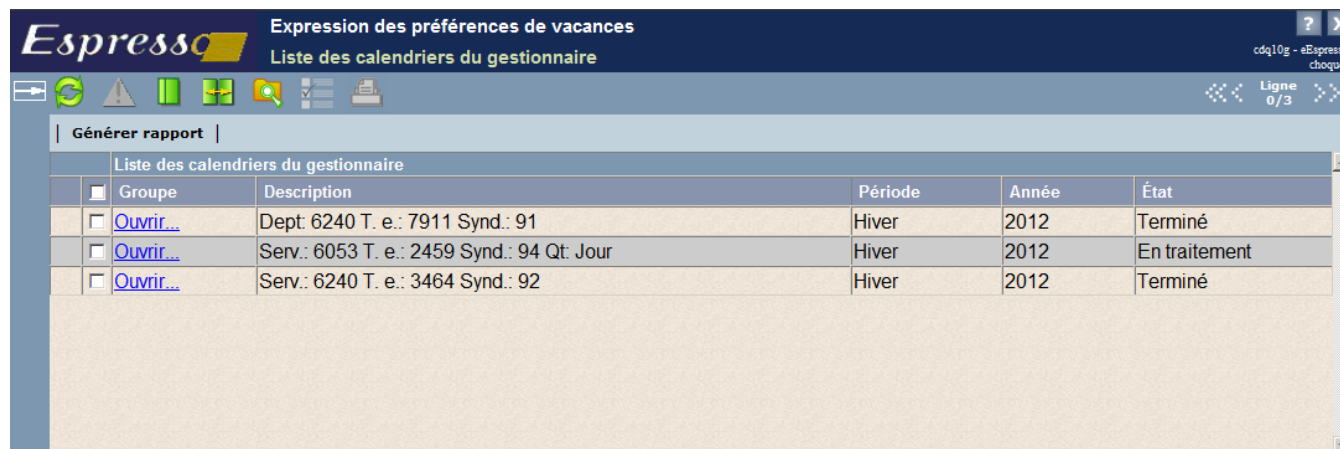 Espresso
Expression des préférences de vacances
Liste des calendriers du gestionnaire
?
cdq10g - eEspress
choqu
Ligne
0/3
| Générer rapport |
Liste des calendriers du gestionnaire
Groupe Description Période Année État
Ouvrir... Dept: 6240 T. e.: 7911 Synd.: 91 Hiver 2012 Terminé
Ouvrir... Serv.: 6053 T. e.: 2459 Synd.: 94 Qt: Jour Hiver 2012 En traitement
Ouvrir... Serv.: 6240 T. e.: 3464 Synd.: 92 Hiver 2012 Terminé